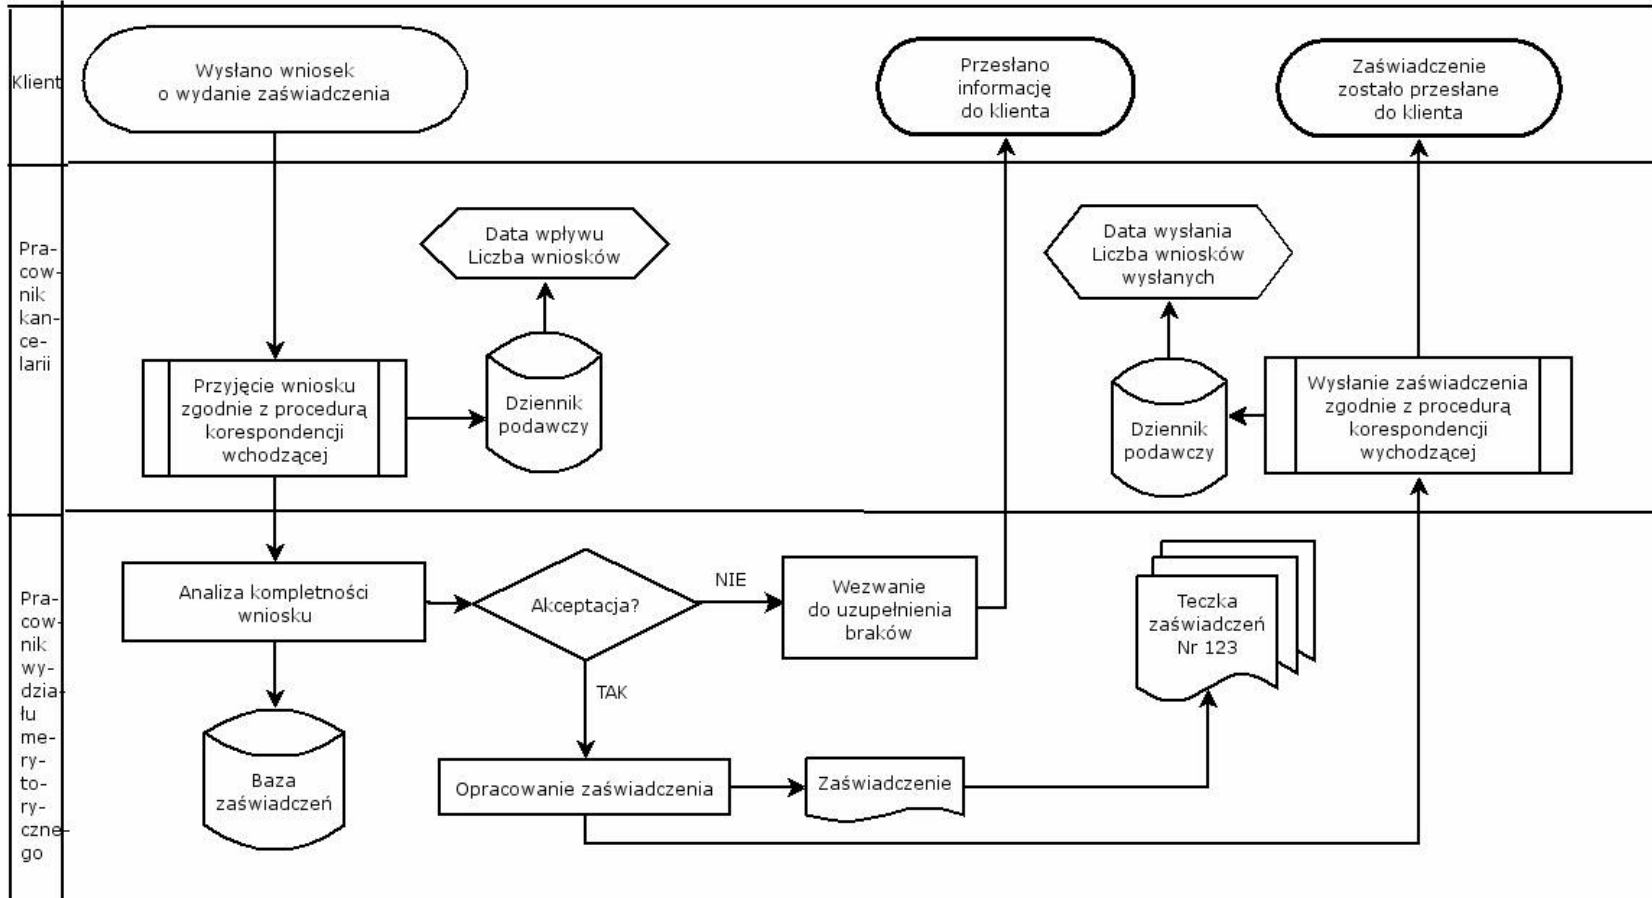 Klient
Wysłano wniosek
o wydanie zaświadczenia
Przesłano
informację
do klienta
Zaświadczenie
zostało przesłane
do klienta
Pra-
cow-
nik
kan-
ce-
larii
Data wpływu
Liczba wniosków
Data wysłania
Liczba wniosków
wysłanych
Przyjęcie wniosku
zgodnie z procedurą
korespondencji
wchodzącej
Dziennik
podawczy
Dziennik
podawczy
Wysłanie zaświadczenia
zgodnie z procedurą
korespondencji
wychodzącej
Pra-
cow-
nik
wy-
dzia-
łu
me-
ry-
to-
ry-
czne-
go
Analiza kompletności
wniosku
Akceptacja?
NIE
Wezwanie
do uzupełnienia
braków
Teczka
zaświadczeń
Nr 123
TAK
Baza
zaświadczeń
Opracowanie zaświadczenia
Zaświadczenie